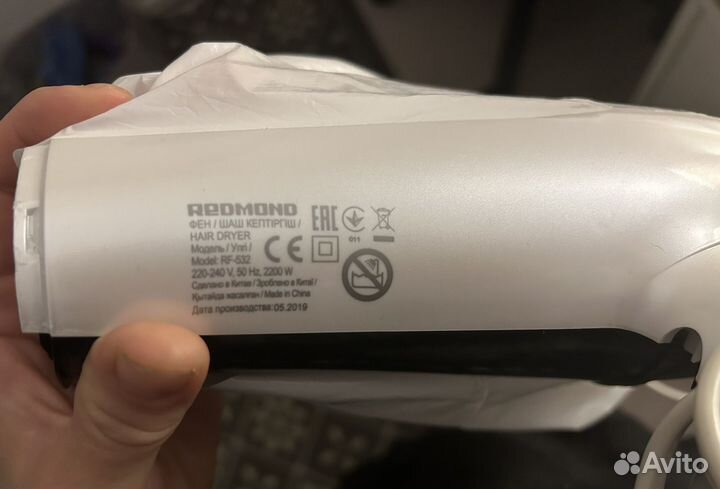 REDMOND
ФЕН / ШАШ КЕПТІРГІШ /
HAIR DRYER
Модель / Үлгі /
Model: RF-532
220-240 V, 50 Hz, 2200 W
Сделано в Китае / Зроблено в Китаї /
Қытайда жасалған / Made in China
Дата производства: 05.2019
EAC
011
CE
Avito